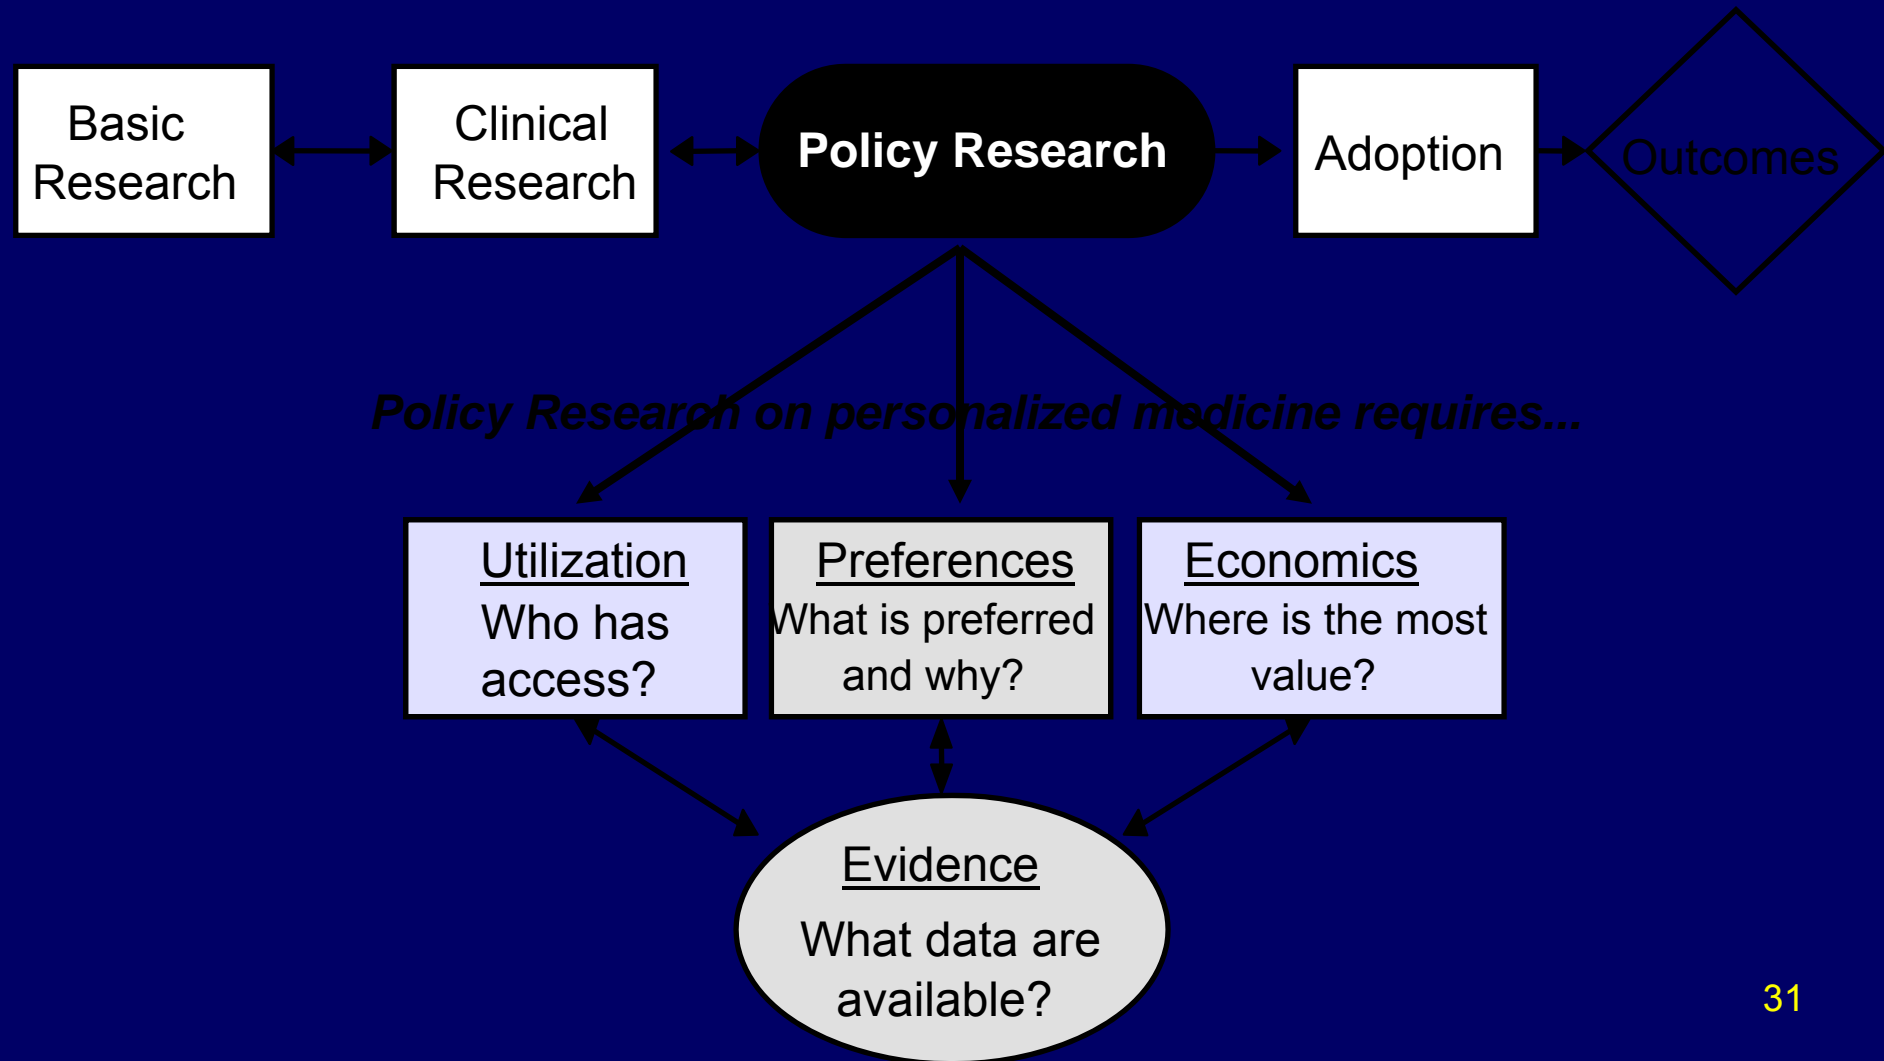 Basic
Research
Clinical
Research
Policy Research
Adoption
Outcomes
Policy Research on personalized medicine requires...
Utilization
Who has
access?
Preferences
What is preferred
and why?
Economics
Where is the most
value?
Evidence
What data are
available?
31